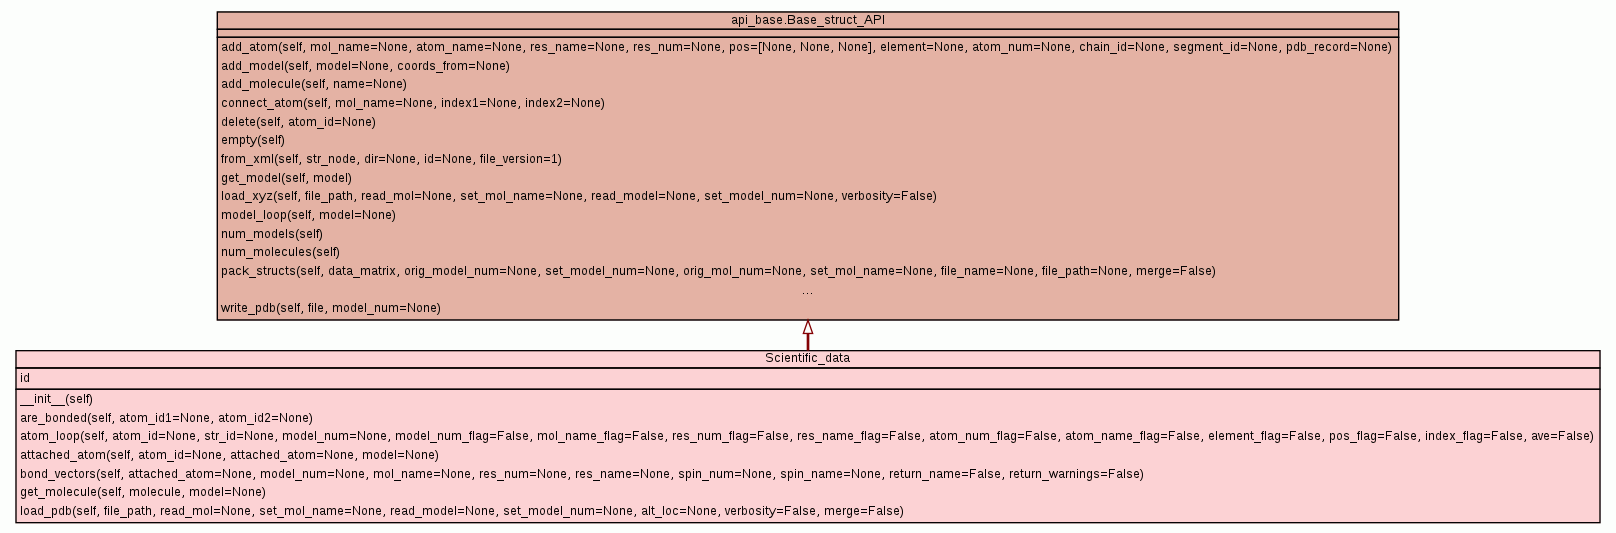 api_base.Base_struct_API
add_atom(self, mol_name=None, atom_name=None, res_name=None, res_num=None, pos=[None, None, None], element=None, atom_num=None, chain_id=None, segment_id=None, pdb_record=None)
add_model(self, model=None, coords_from=None)
add_molecule(self, name=None)
connect_atom(self, mol_name=None, index1=None, index2=None)
delete(self, atom_id=None)
empty(self)
from_xml(self, str_node, dir=None, id=None, file_version=1)
get_model(self, model)
load_xyz(self, file_path, read_mol=None, set_mol_name=None, read_model=None, set_model_num=None, verbosity=False)
model_loop(self, model=None)
num_models(self)
num_molecules(self)
pack_structs(self, data_matrix, orig_model_num=None, set_model_num=None, orig_mol_num=None, set_mol_name=None, file_name=None, file_path=None, merge=False)
...
write_pdb(self, file, model_num=None)
Scientific_data
id
__init__(self)
are_bonded(self, atom_id1=None, atom_id2=None)
atom_loop(self, atom_id=None, str_id=None, model_num=None, model_num_flag=False, mol_name_flag=False, res_num_flag=False, res_name_flag=False, atom_num_flag=False, atom_name_flag=False, element_flag=False, pos_flag=False, index_flag=False, ave=False)
attached_atom(self, atom_id=None, attached_atom=None, model=None)
bond_vectors(self, attached_atom=None, model_num=None, mol_name=None, res_num=None, res_name=None, spin_num=None, spin_name=None, return_name=False, return_warnings=False)
get_molecule(self, molecule, model=None)
load_pdb(self, file_path, read_mol=None, set_mol_name=None, read_model=None, set_model_num=None, alt_loc=None, verbosity=False, merge=False)